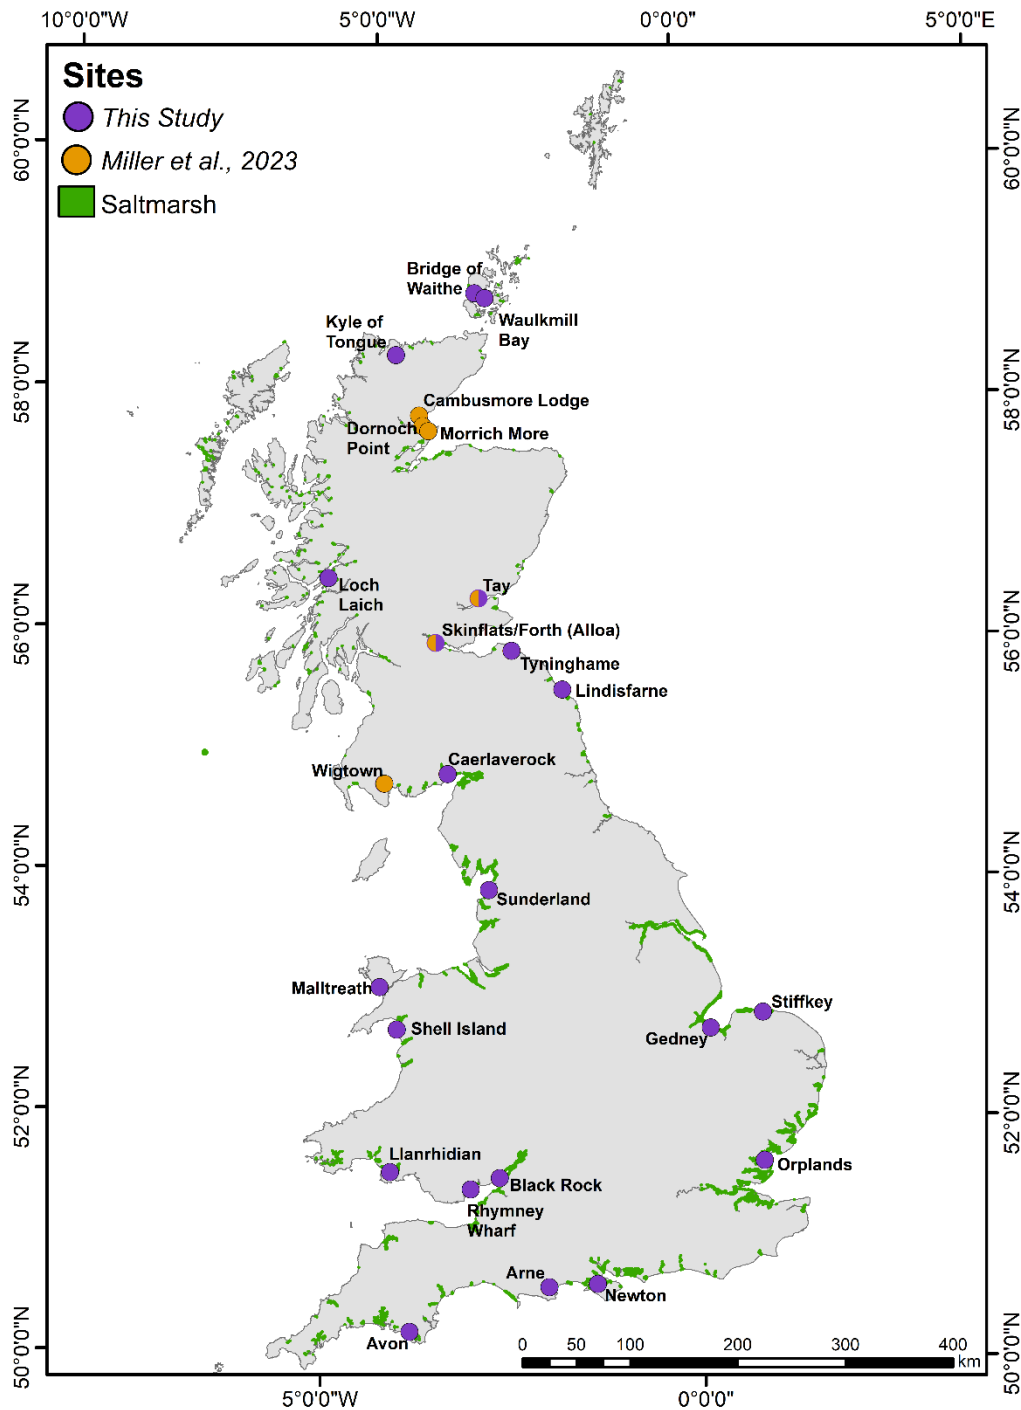 10°0'0"W
5°0'0"W
0°0'0"
5°0'0"E
Sites
This Study
Miller et al., 2023
Saltmarsh
60°0'0"N
60°0'0"N
Bridge of
Waithe
Waulkmill
Bay
Kyle of
Tongue
58°0'0"N
58°0'0"N
Cambusmore Lodge
Dornoch
Point
Morrich More
Loch
Laich
Tay
56°0'0"N
56°0'0"N
Skinflats/Forth (Alloa)
Tyninghame
Lindisfarne
Caerlaverock
Wigtown
54°0'0"N
54°0'0"N
Sunderland
Malltreath
Stiffkey
Shell Island
Gedney
52°0'0"N
52°0'0"N
Llanrhidian
Orplands
Black Rock
Rhymney
Wharf
Arne
Newton
Avon
50°0'0"N
50°0'0"N
0 50 100 200 300 400
km
5°0'0"W
0°0'0"